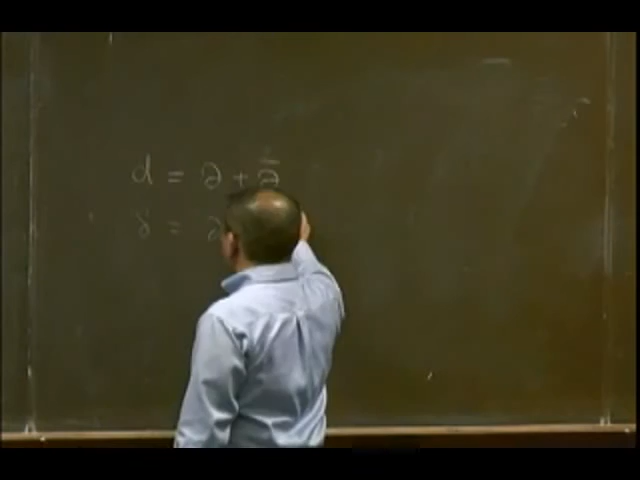 d = ∂ + ∂̄
δ = ∂